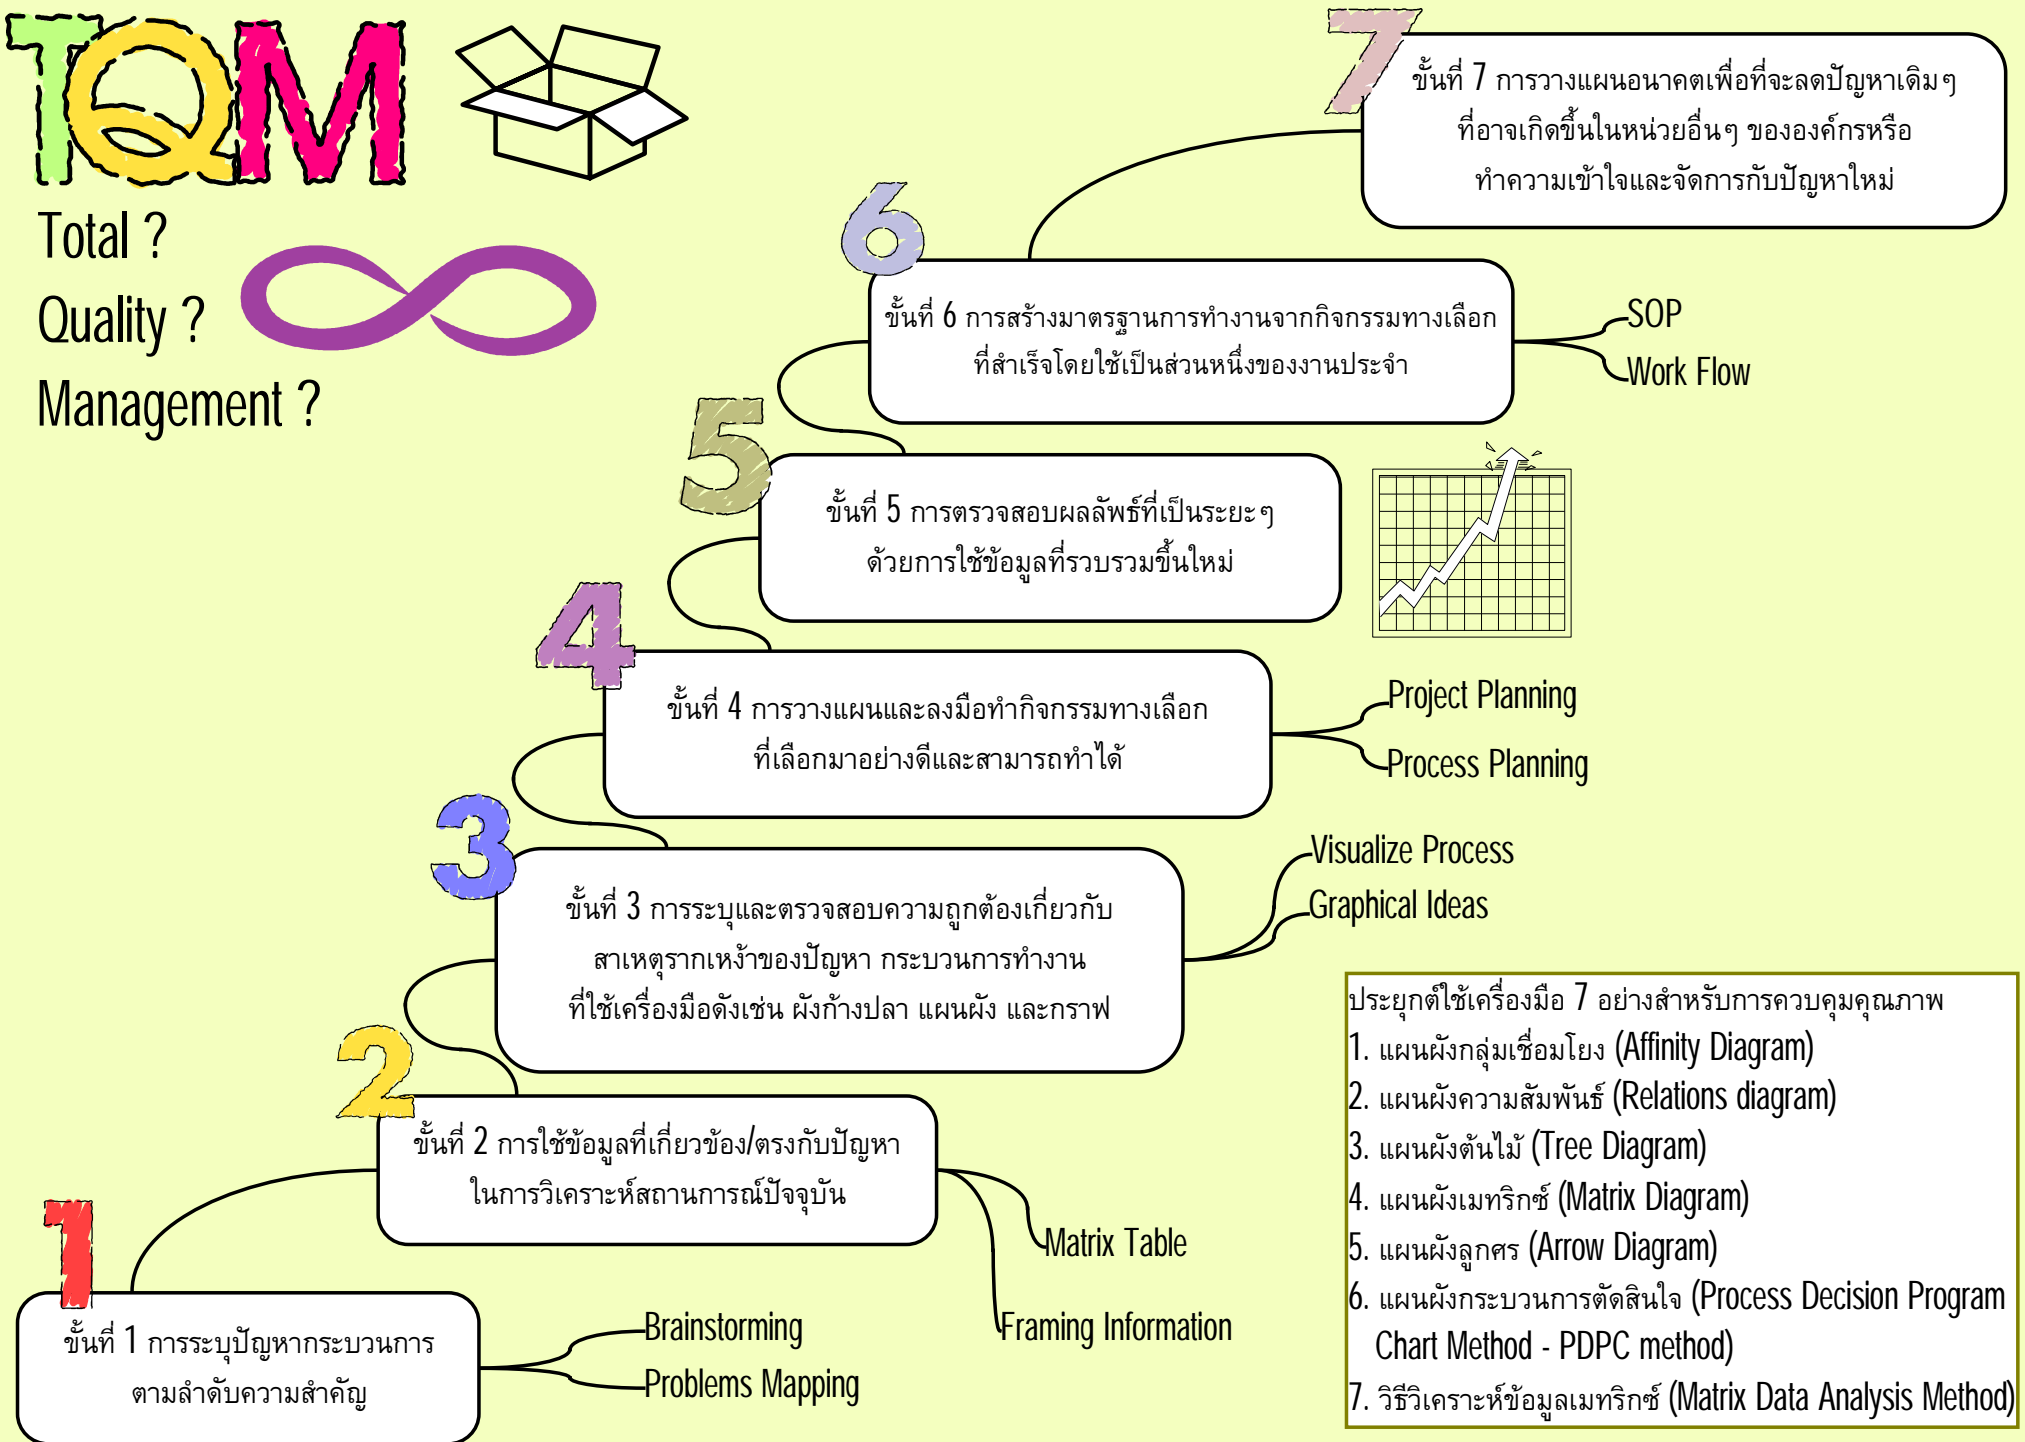 TQM
Total ?
Quality ?
Management ?
7
ขั้นที่ 7 การวางแผนอนาคตเพื่อที่จะลดปัญหาเดิมๆ
ที่อาจเกิดขึ้นในหน่วยอื่นๆ ขององค์กรหรือ
ทำความเข้าใจและจัดการกับปัญหาใหม่
6
ขั้นที่ 6 การสร้างมาตรฐานการทำงานจากกิจกรรมทางเลือก
ที่สำเร็จโดยใช้เป็นส่วนหนึ่งของงานประจำ
SOP
Work Flow
5
ขั้นที่ 5 การตรวจสอบผลลัพธ์ที่เป็นระยะๆ
ด้วยการใช้ข้อมูลที่รวบรวมขึ้นใหม่
4
ขั้นที่ 4 การวางแผนและลงมือทำกิจกรรมทางเลือก
ที่เลือกมาอย่างดีและสามารถทำได้
Project Planning
Process Planning
3
ขั้นที่ 3 การระบุและตรวจสอบความถูกต้องเกี่ยวกับ
สาเหตุรากเหง้าของปัญหา กระบวนการทำงาน
ที่ใช้เครื่องมือดังเช่น ผังก้างปลา แผนผัง และกราฟ
Visualize Process
Graphical Ideas
2
ขั้นที่ 2 การใช้ข้อมูลที่เกี่ยวข้อง/ตรงกับปัญหา
ในการวิเคราะห์สถานการณ์ปัจจุบัน
Matrix Table
Framing Information
1
ขั้นที่ 1 การระบุปัญหากระบวนการ
ตามลำดับความสำคัญ
Brainstorming
Problems Mapping
ประยุกต์ใช้เครื่องมือ 7 อย่างสำหรับการควบคุมคุณภาพ
1. แผนผังกลุ่มเชื่อมโยง (Affinity Diagram)
2. แผนผังความสัมพันธ์ (Relations diagram)
3. แผนผังต้นไม้ (Tree Diagram)
4. แผนผังเมทริกซ์ (Matrix Diagram)
5. แผนผังลูกศร (Arrow Diagram)
6. แผนผังกระบวนการตัดสินใจ (Process Decision Program
Chart Method - PDPC method)
7. วิธีวิเคราะห์ข้อมูลเมทริกซ์ (Matrix Data Analysis Method)